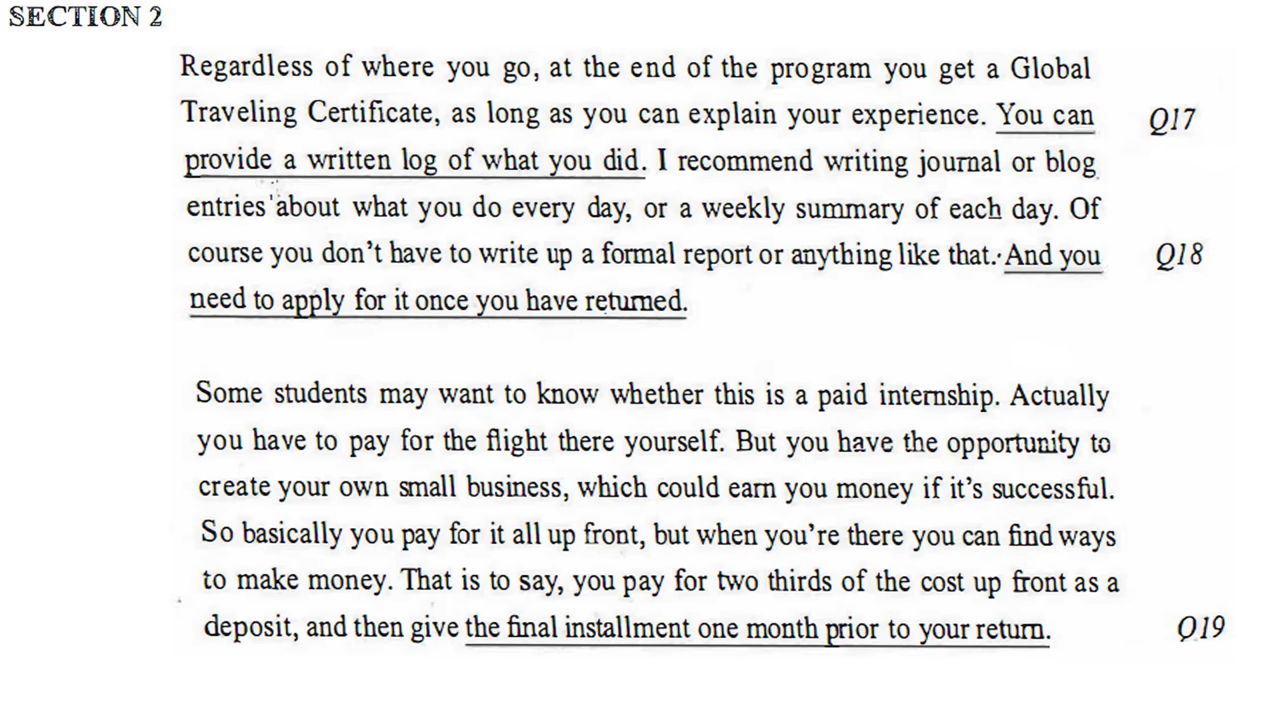 SECTION 2
Regardless of where you go, at the end of the program you get a Global
Traveling Certificate, as long as you can explain your experience. You can Q17
provide a written log of what you did. I recommend writing journal or blog
entries about what you do every day, or a weekly summary of each day. Of
course you don't have to write up a formal report or anything like that. And you Q18
need to apply for it once you have returned.
Some students may want to know whether this is a paid internship. Actually
you have to pay for the flight there yourself. But you have the opportunity to
create your own small business, which could earn you money if it's successful.
So basically you pay for it all up front, but when you're there you can find ways
to make money. That is to say, you pay for two thirds of the cost up front as a
deposit, and then give the final installment one month prior to your return. Q19